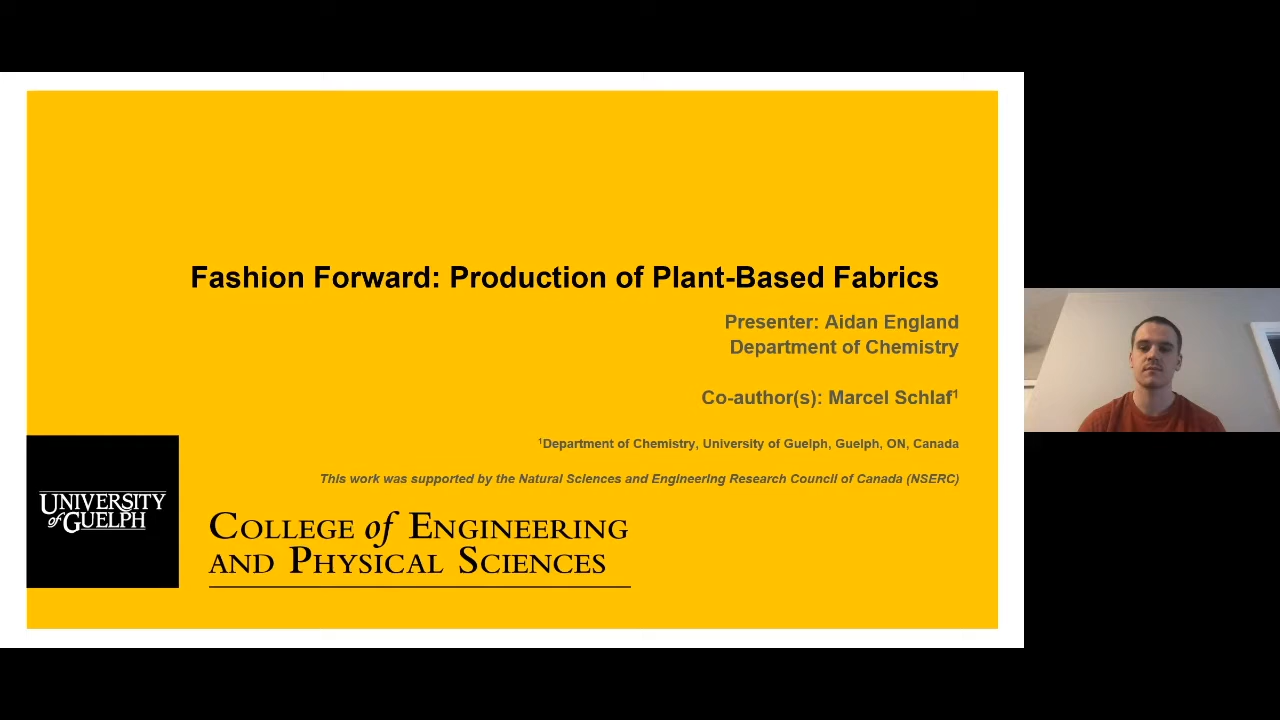 Fashion Forward: Production of Plant-Based Fabrics
Presenter: Aidan England
Department of Chemistry
Co-author(s): Marcel Schlaf¹
¹Department of Chemistry, University of Guelph, Guelph, ON, Canada
This work was supported by the Natural Sciences and Engineering Research Council of Canada (NSERC)
UNIVERSITY
of GUELPH
COLLEGE of ENGINEERING
AND PHYSICAL SCIENCES